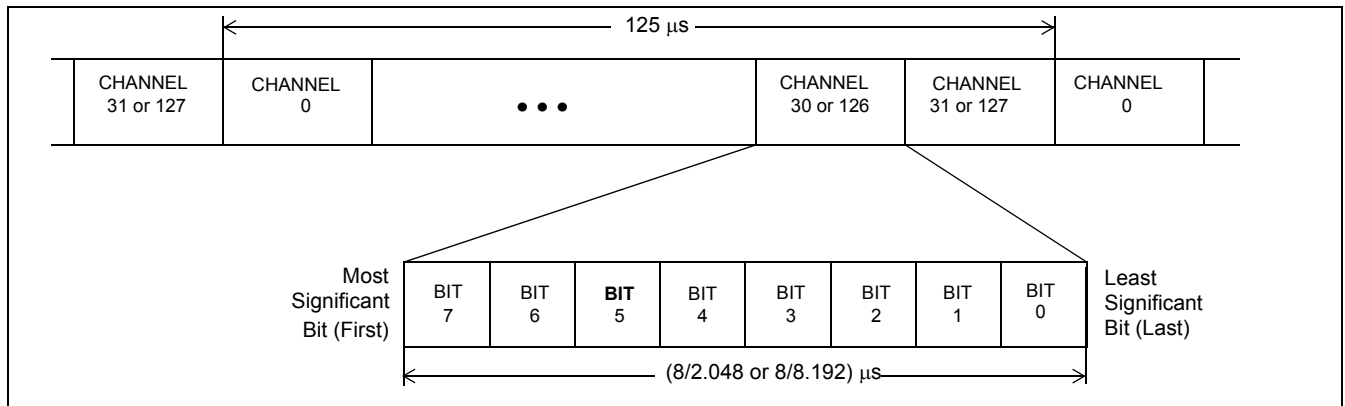 125 µs
CHANNEL
31 or 127
CHANNEL
0
• • •
CHANNEL
30 or 126
CHANNEL
31 or 127
CHANNEL
0
Most
Significant
Bit (First)
BIT
7
BIT
6
BIT
5
BIT
4
BIT
3
BIT
2
BIT
1
BIT
0
Least
Significant
Bit (Last)
(8/2.048 or 8/8.192) µs